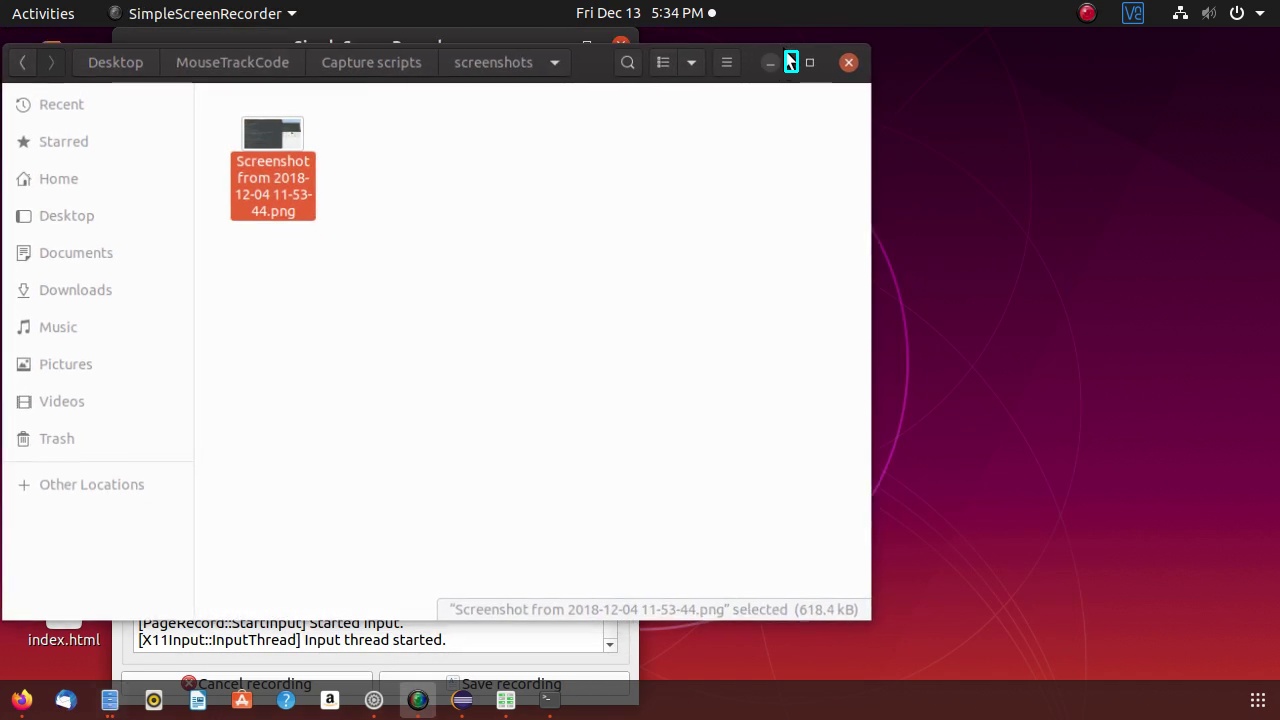 Activities
SimpleScreenRecorder
Fri Dec 13  5:34 PM
Desktop
MouseTrackCode
Capture scripts
screenshots
Recent
Starred
Home
Desktop
Documents
Downloads
Music
Pictures
Videos
Trash
Other Locations
Screenshot
from 2018-
12-04 11-53-
44.png
"Screenshot from 2018-12-04 11-53-44.png" selected (618.4 kB)
index.html
[PageRecord::StartInput] Started input.
[X11Input::InputThread] Input thread started.
Cancel recording
Save recording